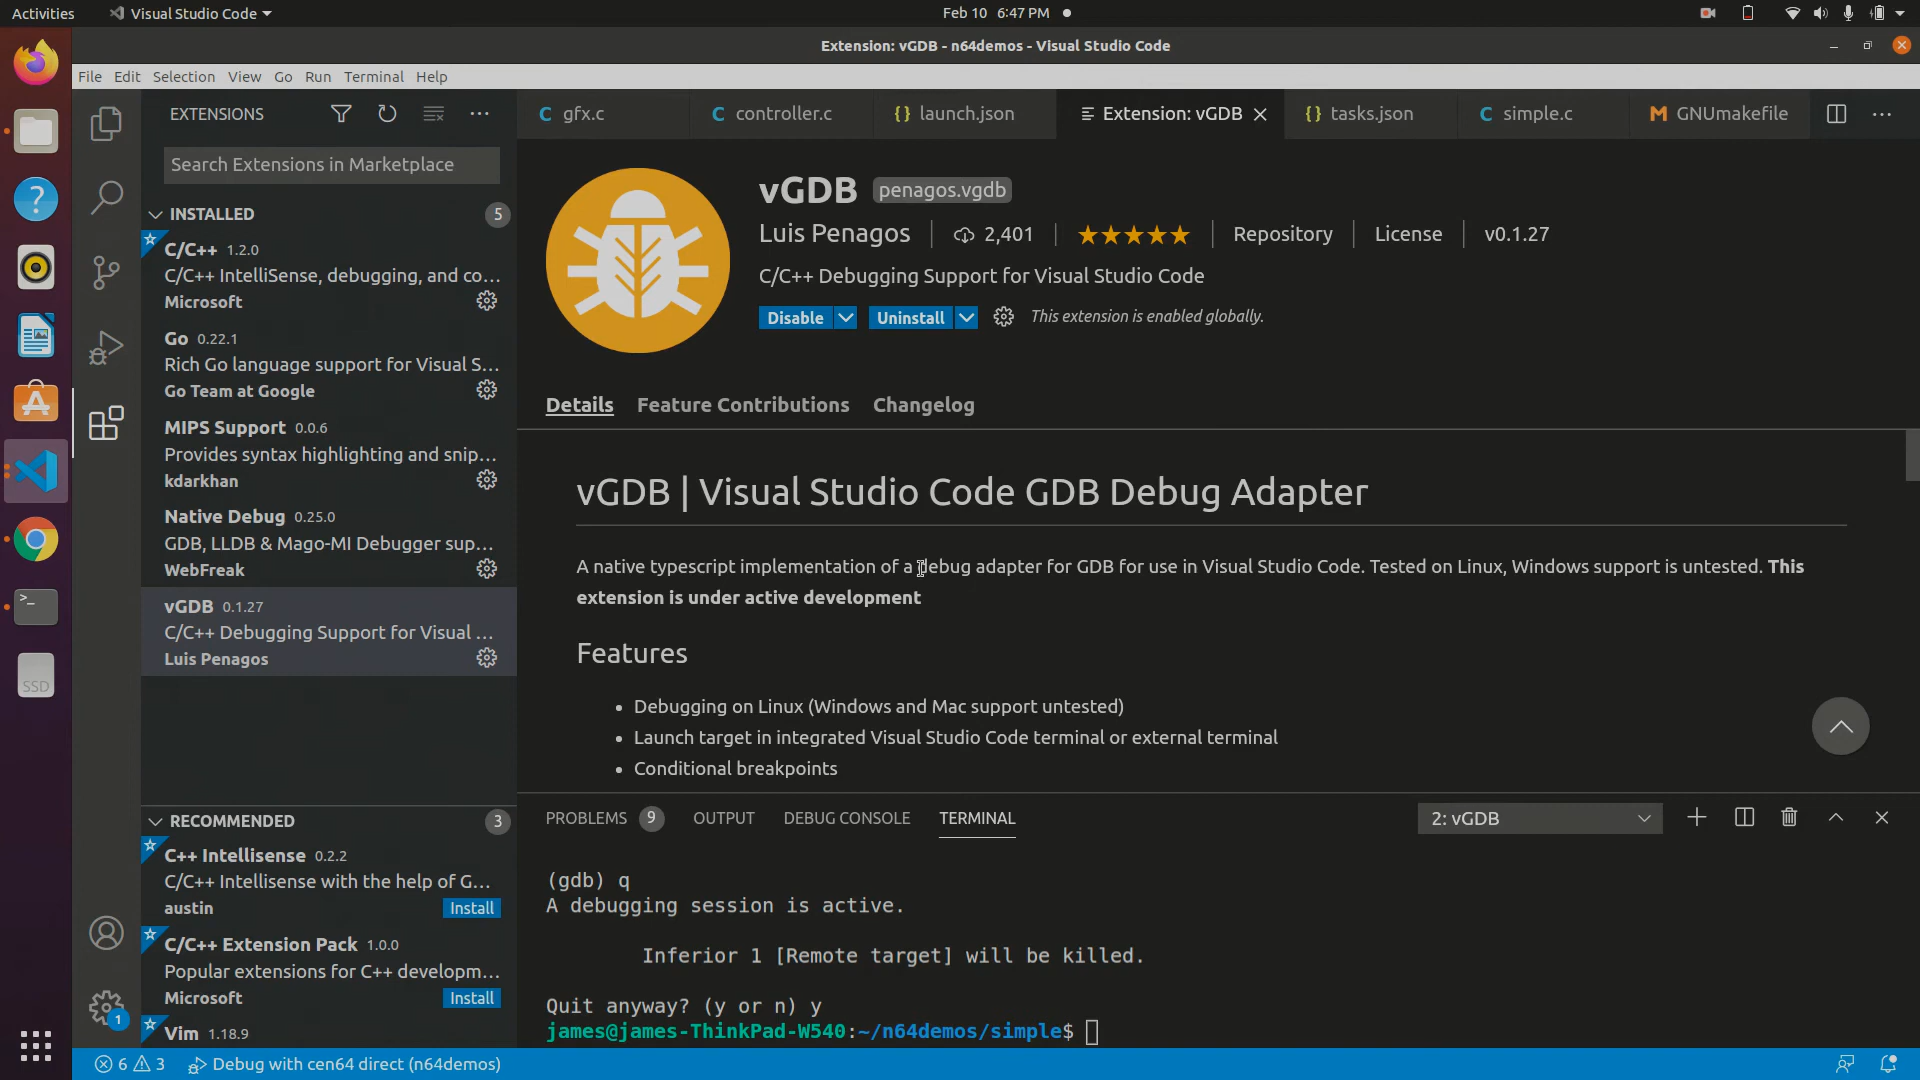 Activities
Visual Studio Code
Feb 10 6:47 PM
Extension: vGDB - n64demos - Visual Studio Code
File Edit Selection View Go Run Terminal Help
EXTENSIONS
Search Extensions in Marketplace
INSTALLED 5
C/C++ 1.2.0
C/C++ IntelliSense, debugging, and co...
Microsoft
Go 0.22.1
Rich Go language support for Visual S...
Go Team at Google
MIPS Support 0.0.6
Provides syntax highlighting and snip...
kdarkhan
Native Debug 0.25.0
GDB, LLDB & Mago-MI Debugger sup...
WebFreak
vGDB 0.1.27
C/C++ Debugging Support for Visual ...
Luis Penagos
RECOMMENDED 3
C++ Intellisense 0.2.2
C/C++ Intellisense with the help of G...
austin Install
C/C++ Extension Pack 1.0.0
Popular extensions for C++ developm...
Microsoft Install
Vim 1.18.9
SSD
1
C gfx.c
C controller.c
{} launch.json
Extension: vGDB
{} tasks.json
C simple.c
M GNUmakefile
vGDB penagos.vgdb
Luis Penagos 2,401 Repository License v0.1.27
C/C++ Debugging Support for Visual Studio Code
Disable Uninstall This extension is enabled globally.
Details Feature Contributions Changelog
vGDB | Visual Studio Code GDB Debug Adapter
A native typescript implementation of a debug adapter for GDB for use in Visual Studio Code. Tested on Linux, Windows support is untested. This
extension is under active development
Features
• Debugging on Linux (Windows and Mac support untested)
• Launch target in integrated Visual Studio Code terminal or external terminal
• Conditional breakpoints
PROBLEMS 9 OUTPUT DEBUG CONSOLE TERMINAL
2: vGDB
(gdb) q
A debugging session is active.
Inferior 1 [Remote target] will be killed.
Quit anyway? (y or n) y
james@james-ThinkPad-W540:~/n64demos/simple$
6 3 Debug with cen64 direct (n64demos)